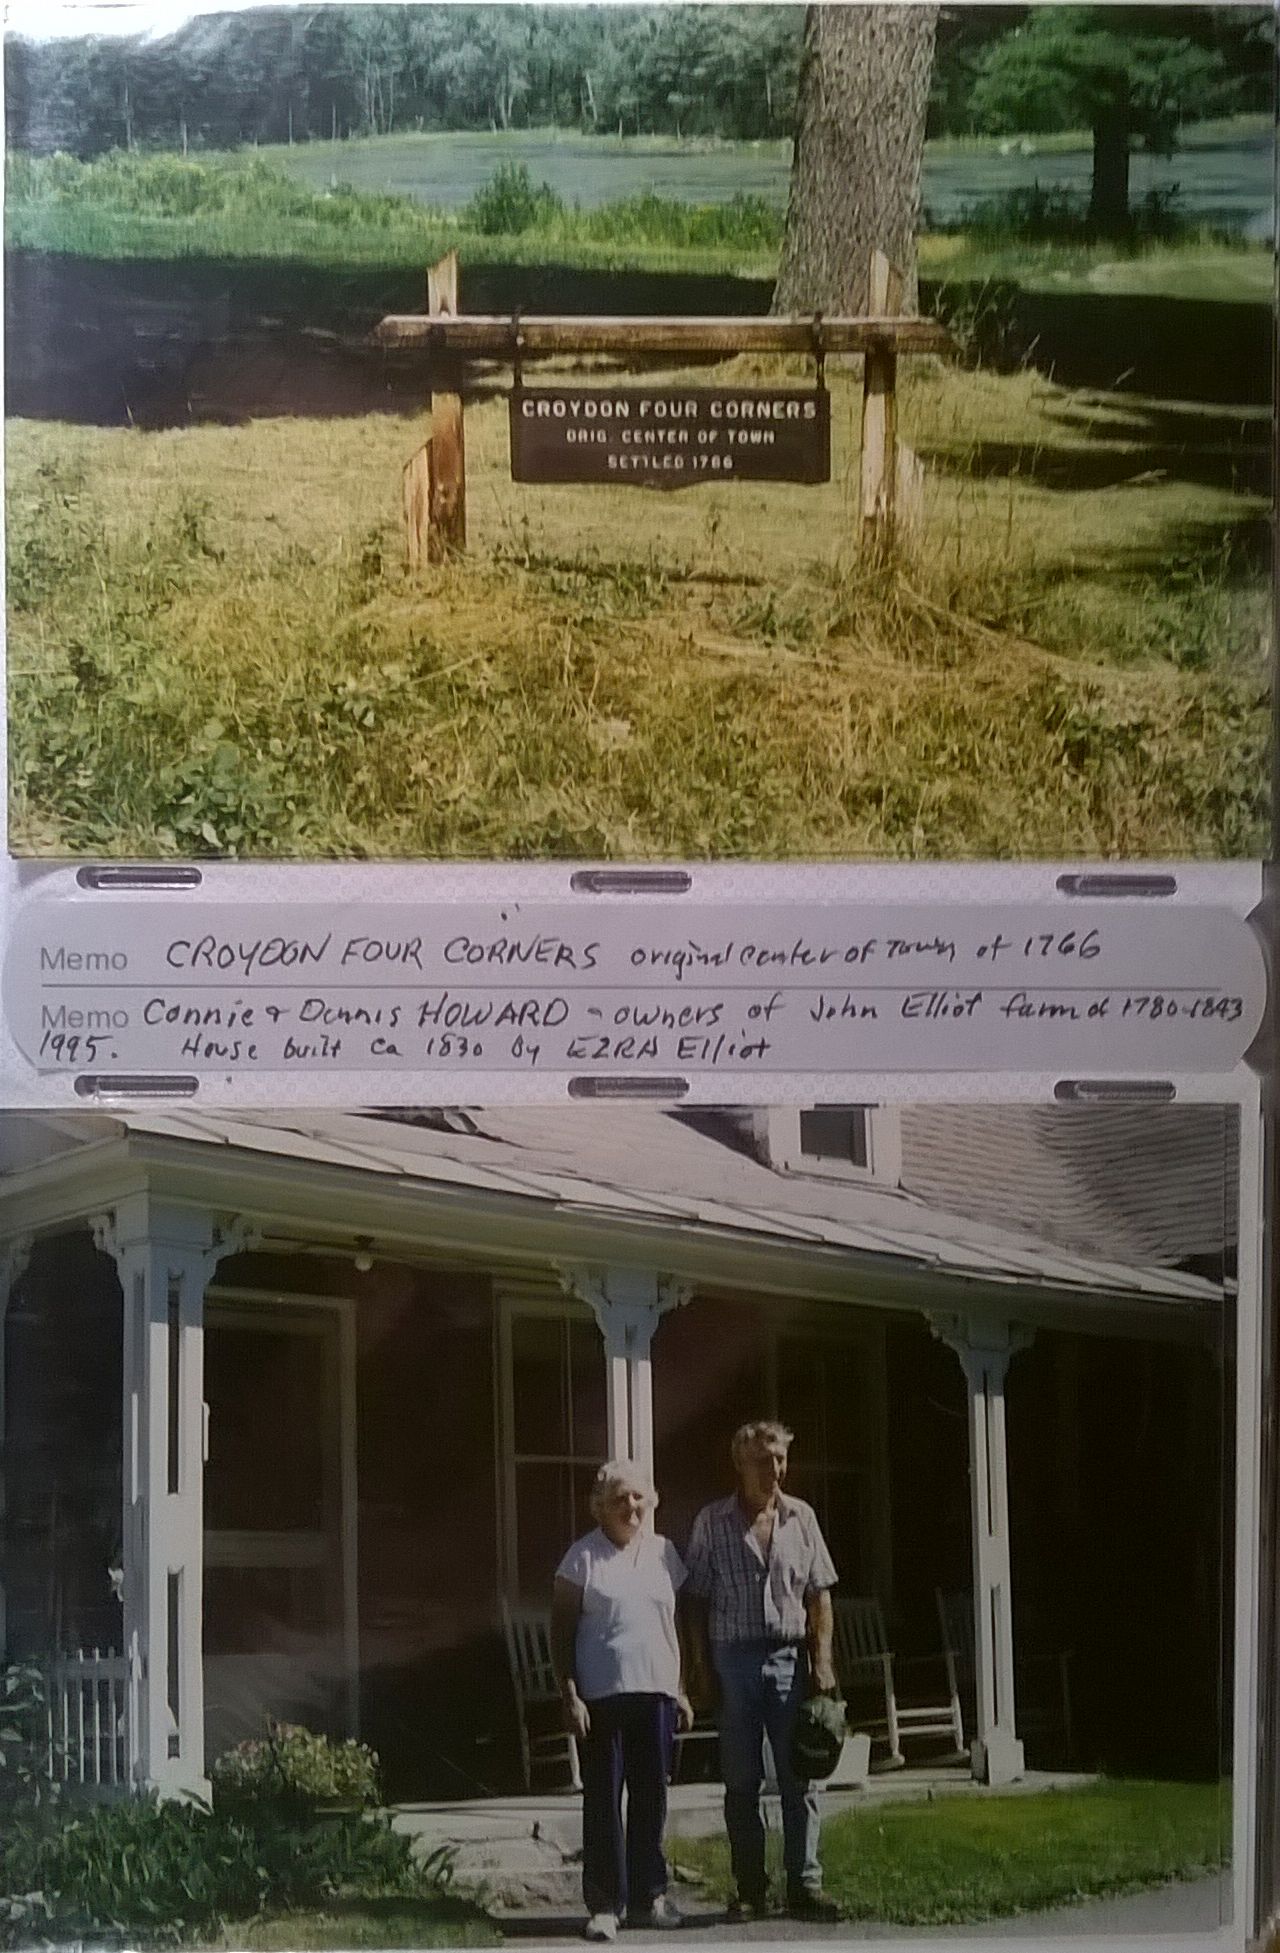 CROYDON FOUR CORNERS
ORIG. CENTER OF TOWN
SETTLED 1766
Memo CROYDON FOUR CORNERS original center of Town of 1766
Memo Connie & Dennis HOWARD - owners of John Elliot farm of 1780-1843
1995. House built ca 1830 by EZRA Elliot